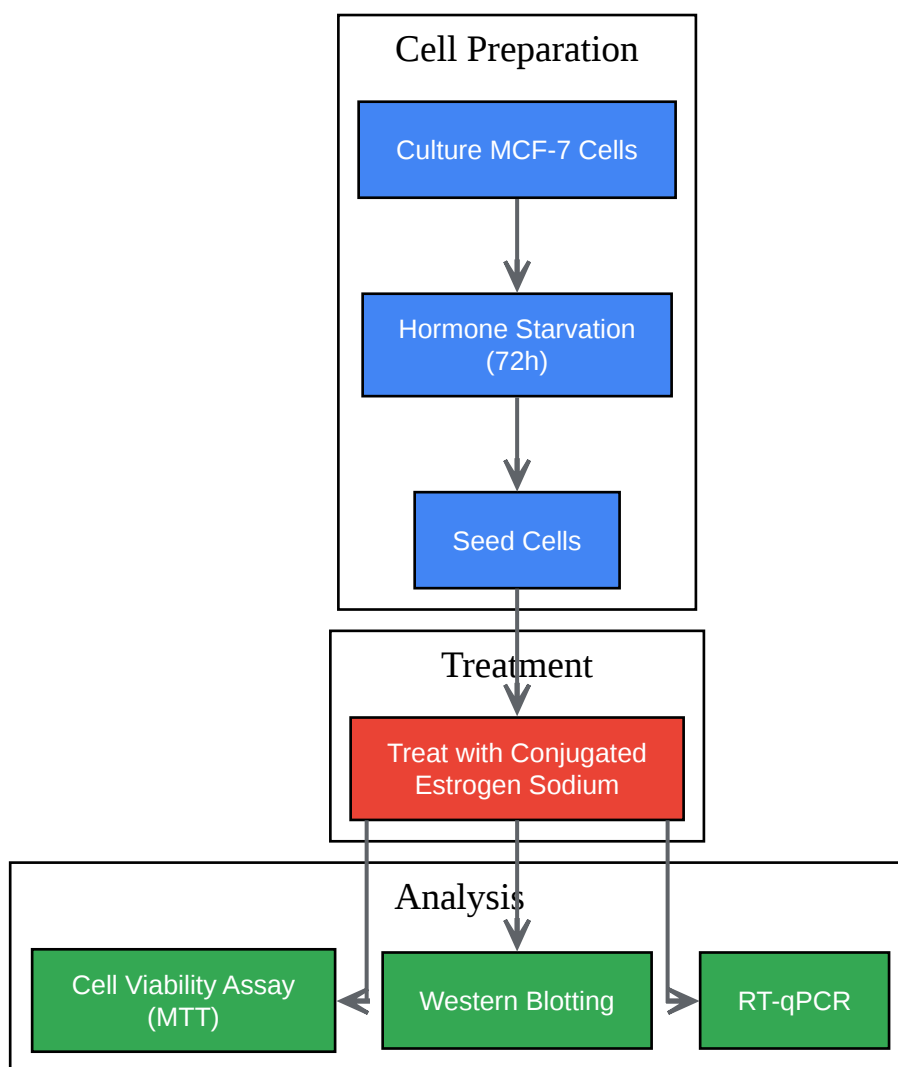 Cell Preparation
Culture MCF-7 Cells
Hormone Starvation
(72h)
Seed Cells
Treatment
Treat with Conjugated
Estrogen Sodium
Analysis
Cell Viability Assay
(MTT)
Western Blotting
RT-qPCR